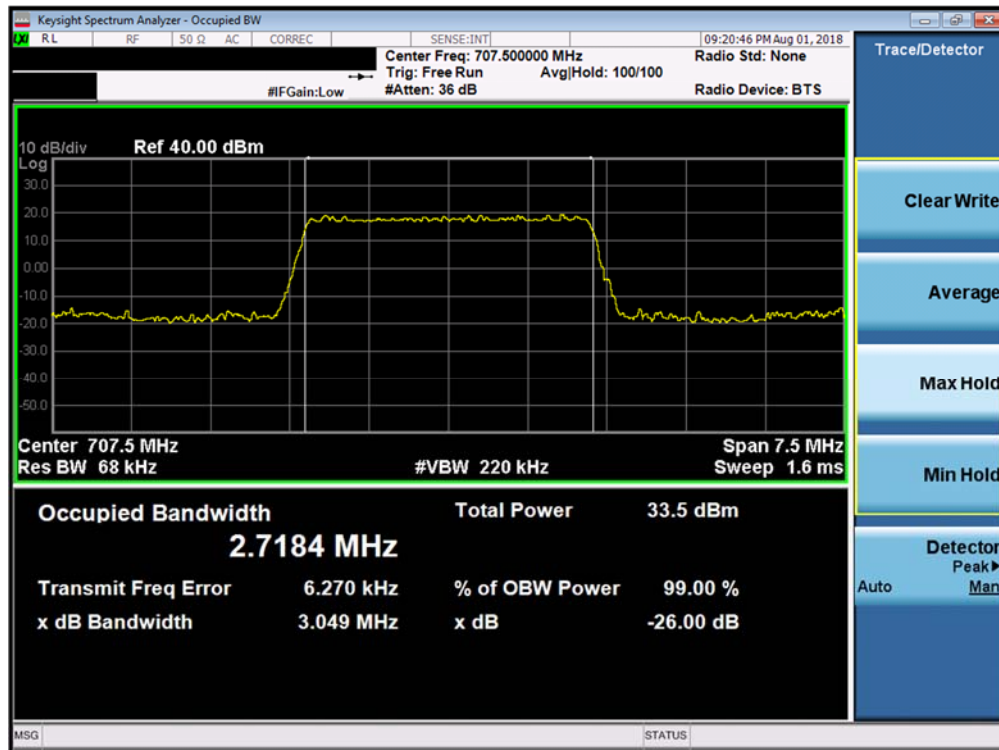 Keysight Spectrum Analyzer - Occupied BW
LXI RL RF 50 Ω AC CORREC SENSE:INT 09:20:46 PM Aug 01, 2018
Center Freq: 707.500000 MHz Radio Std: None
Trig: Free Run Avg|Hold: 100/100
#IFGain:Low #Atten: 36 dB Radio Device: BTS
Trace/Detector
10 dB/div Ref 40.00 dBm
Log
30.0
20.0
10.0
0.00
-10.0
-20.0
-30.0
-40.0
-50.0
Center 707.5 MHz Span 7.5 MHz
Res BW 68 kHz #VBW 220 kHz Sweep 1.6 ms
Occupied Bandwidth Total Power 33.5 dBm
2.7184 MHz
Transmit Freq Error 6.270 kHz % of OBW Power 99.00 %
x dB Bandwidth 3.049 MHz x dB -26.00 dB
Clear Write
Average
Max Hold
Min Hold
Detector
Peak
Auto Man
MSG STATUS